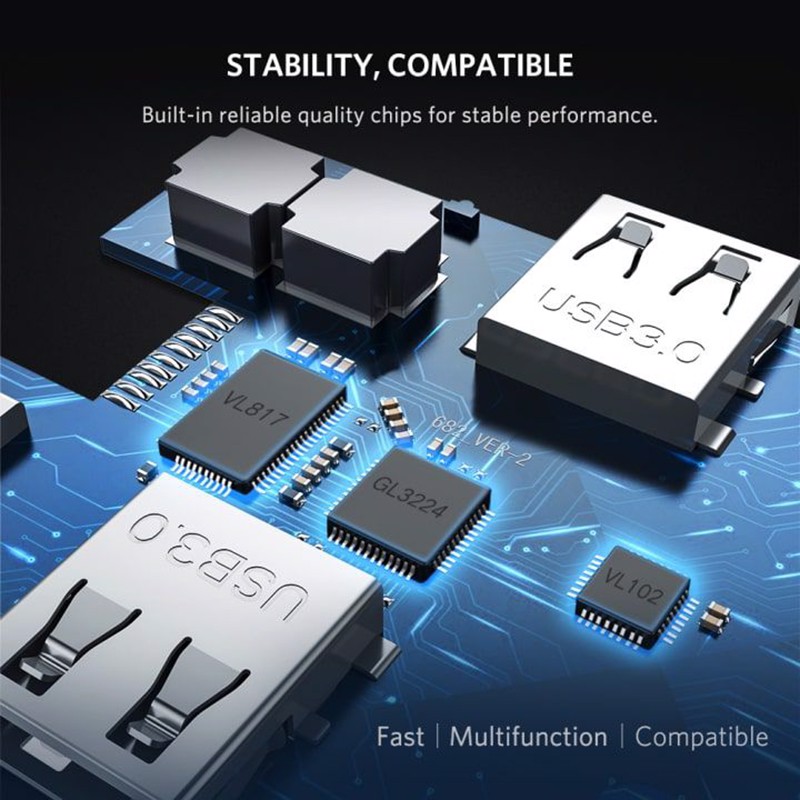 STABILITY, COMPATIBLE
Built-in reliable quality chips for stable performance.
USB3.0
VL817
GL3224
VL102
USB3.0
Fast | Multifunction | Compatible